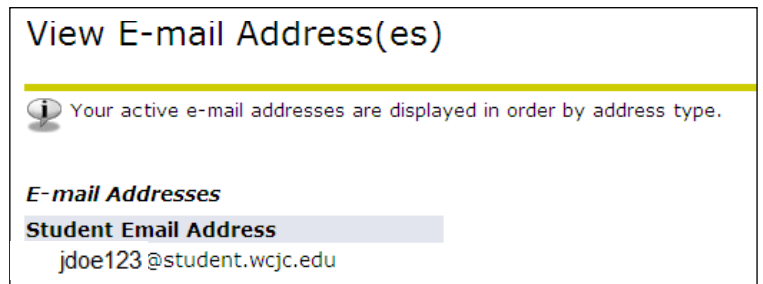 View E-mail Address(es)
Your active e-mail addresses are displayed in order by address type.
E-mail Addresses
Student Email Address
jdoe123@student.wcjc.edu